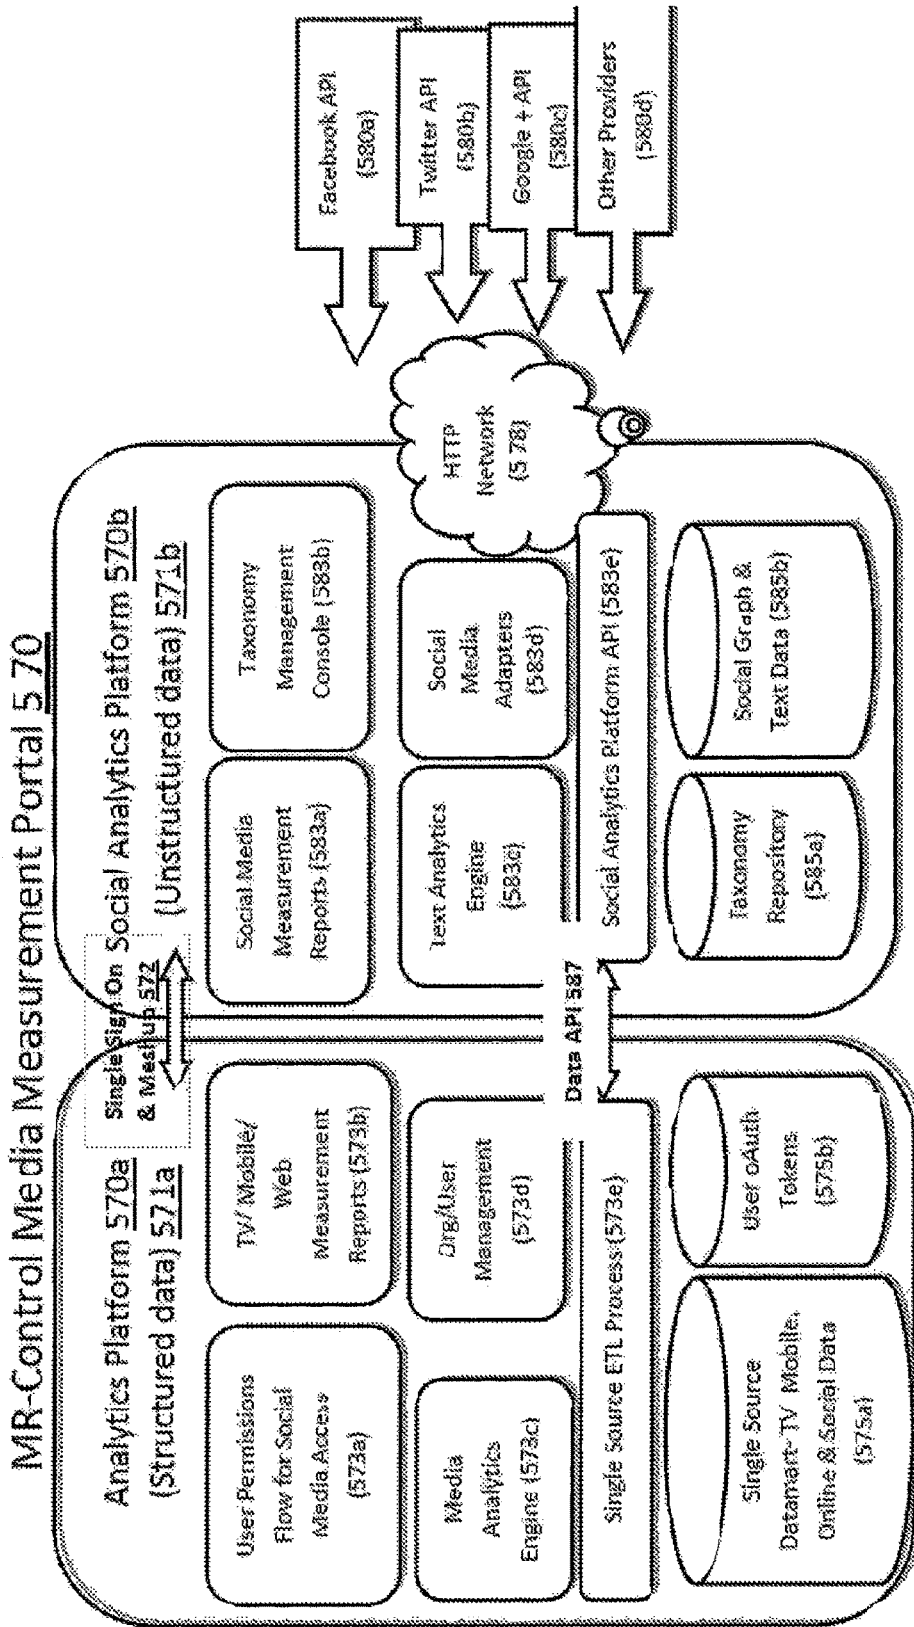 MR-Control Media Measurement Portal 5 70
Analytics Platform 570a
(Structured data) 571a
Single Sign On
& Meshup 572
Social Analytics Platform 570b
(Unstructured data) 571b
User Permissions
Flow for Social
Media Access
(573a)
TV/ Mobile/
Web
Measurement
Reports (573b)
Media
Analytics
Engine (573c)
Org/User
Management
(573d)
Single Source ETL Process (573e)
Single Source
Datamart- TV Mobile,
Online & Social Data
(575a)
User oAuth
Tokens
(575b)
Data API 587
Social Media
Measurement
Reports (583a)
Taxonomy
Management
Console (583b)
Text Analytics
Engine
(583c)
Social
Media
Adapters
(583d)
Social Analytics Platform API (583e)
Taxonomy
Repository
(585a)
Social Graph &
Text Data (585b)
HTTP
Network
(5 78)
Facebook API
(580a)
Twitter API
(580b)
Google + API
(580c)
Other Providers
(580d)